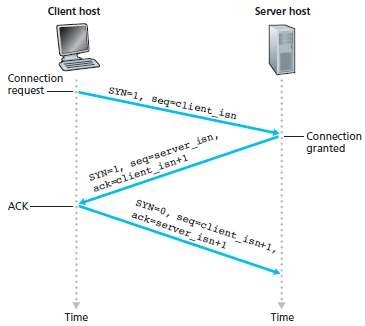 Client host
Server host
Connection
request
SYN=1, seq=client_isn
Connection
granted
SYN=1, seq=server_isn,
ack=client_isn+1
ACK
SYN=0, seq=client_isn+1,
ack=server_isn+1
Time
Time